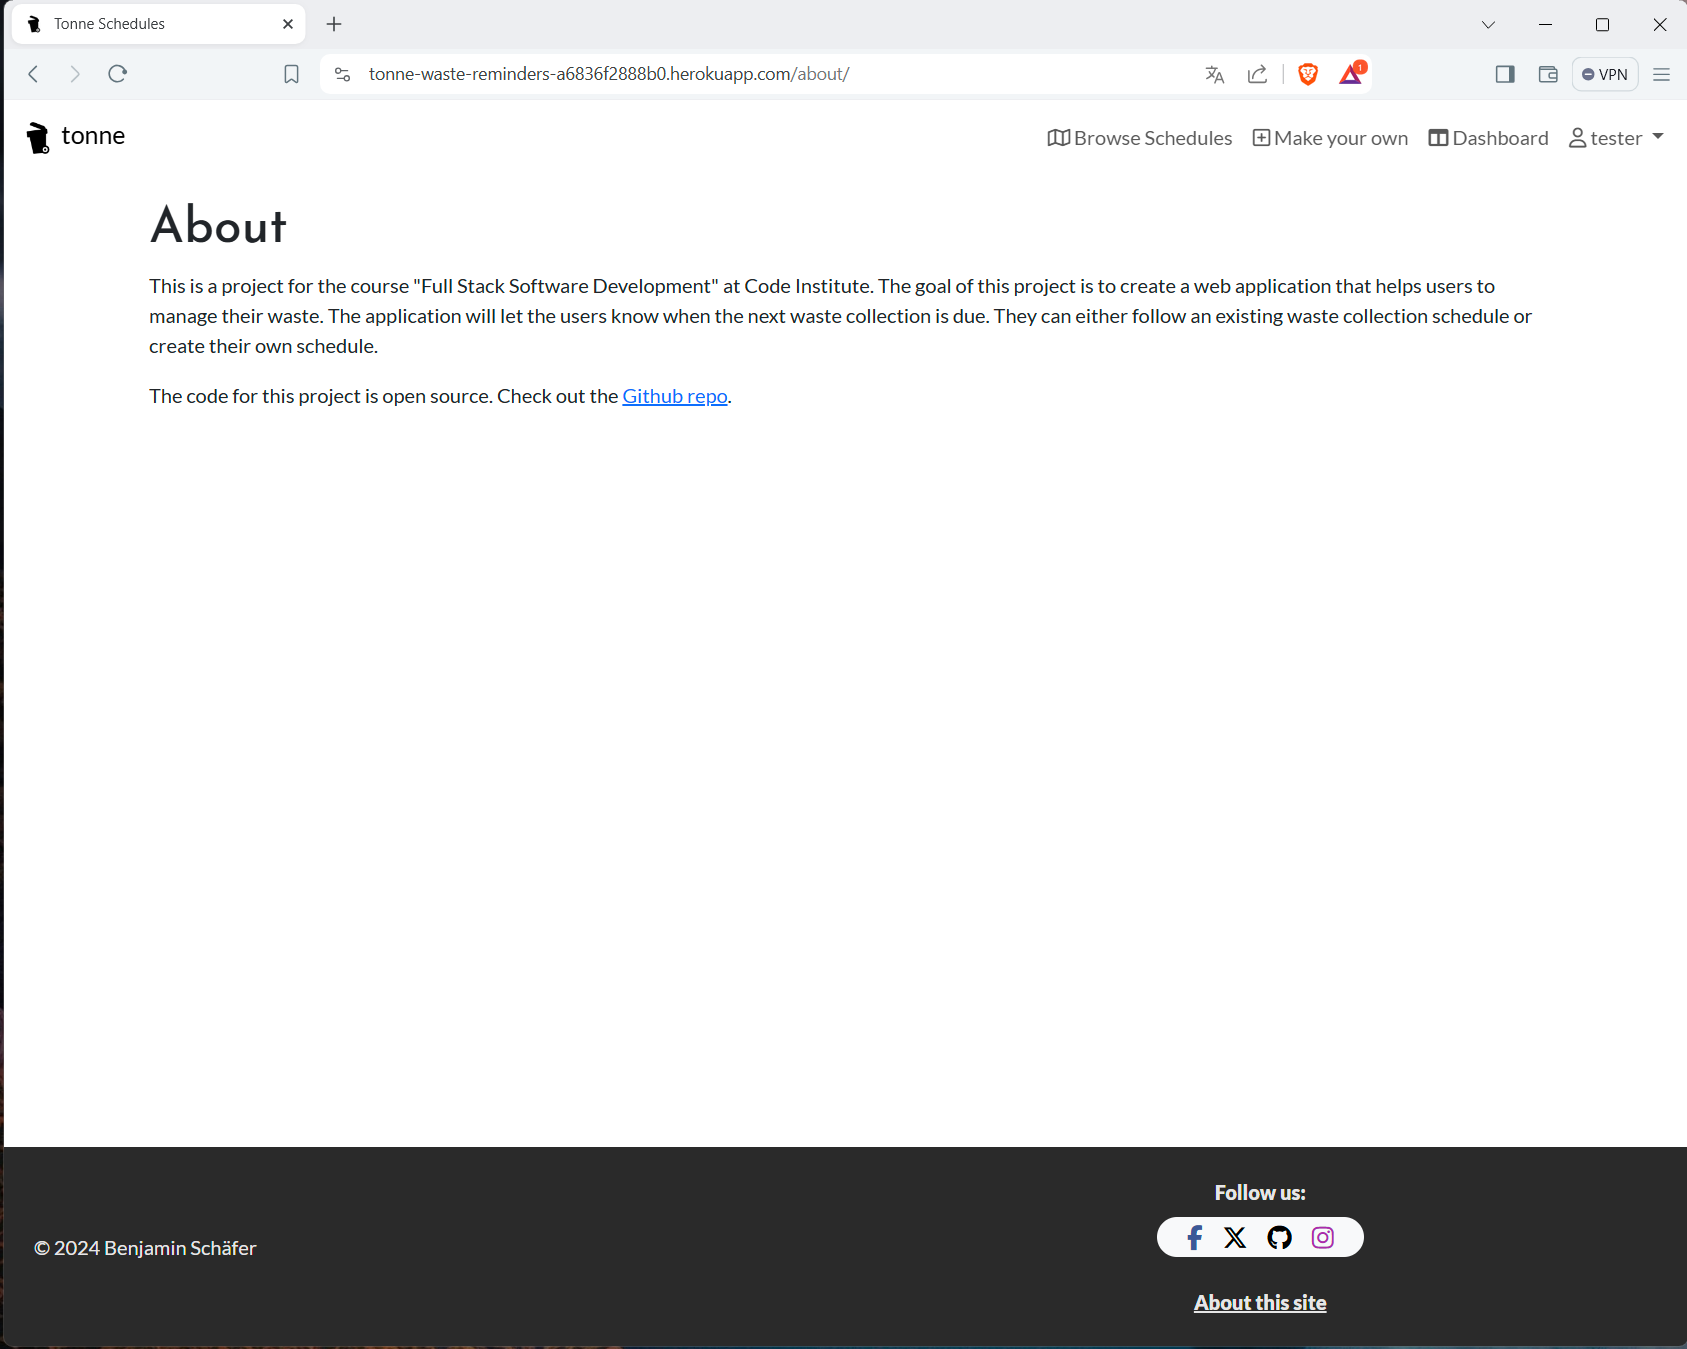 Tonne Schedules
tonne-waste-reminders-a6836f2888b0.herokuapp.com/about/
1
VPN
tonne
Browse Schedules
Make your own
Dashboard
tester
About
This is a project for the course "Full Stack Software Development" at Code Institute. The goal of this project is to create a web application that helps users to
manage their waste. The application will let the users know when the next waste collection is due. They can either follow an existing waste collection schedule or
create their own schedule.
The code for this project is open source. Check out the Github repo.
Follow us:
© 2024 Benjamin Schäfer
About this site